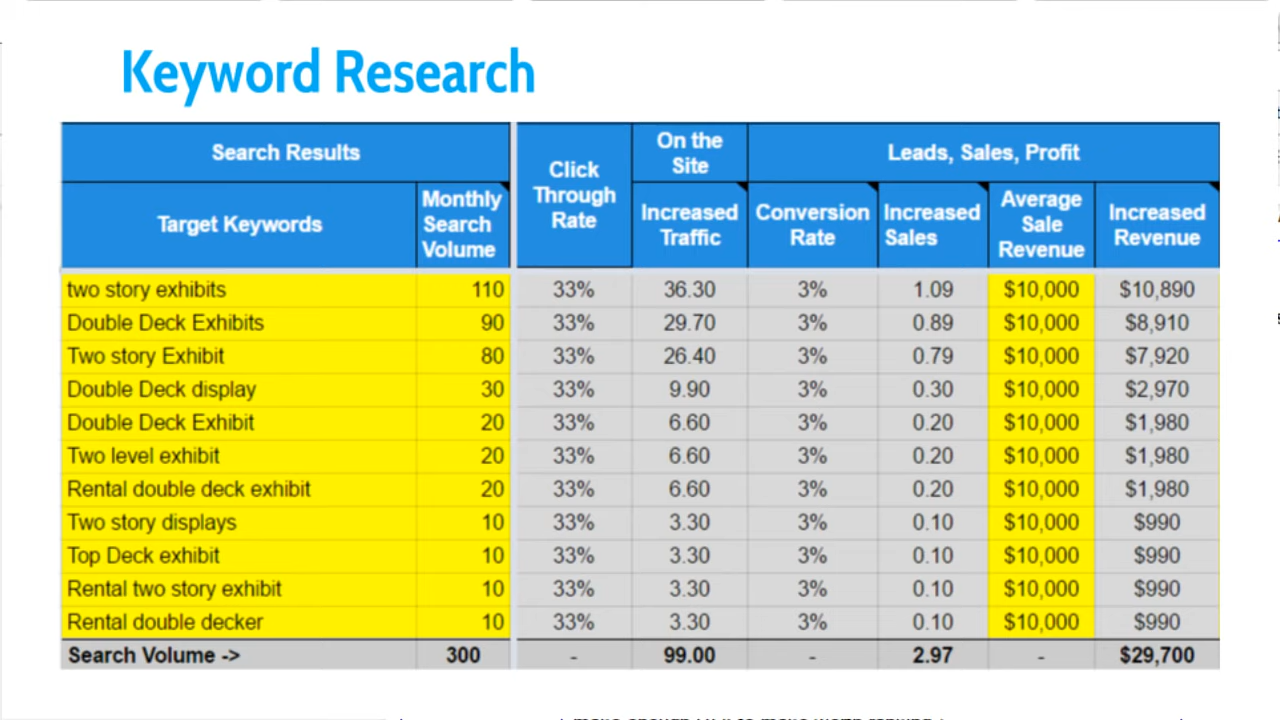 Keyword Research
Search Results
Click Through Rate
On the Site
Leads, Sales, Profit
Target Keywords
Monthly Search Volume
Increased Traffic
Conversion Rate
Increased Sales
Average Sale Revenue
Increased Revenue
two story exhibits 110 33% 36.30 3% 1.09 $10,000 $10,890
Double Deck Exhibits 90 33% 29.70 3% 0.89 $10,000 $8,910
Two story Exhibit 80 33% 26.40 3% 0.79 $10,000 $7,920
Double Deck display 30 33% 9.90 3% 0.30 $10,000 $2,970
Double Deck Exhibit 20 33% 6.60 3% 0.20 $10,000 $1,980
Two level exhibit 20 33% 6.60 3% 0.20 $10,000 $1,980
Rental double deck exhibit 20 33% 6.60 3% 0.20 $10,000 $1,980
Two story displays 10 33% 3.30 3% 0.10 $10,000 $990
Top Deck exhibit 10 33% 3.30 3% 0.10 $10,000 $990
Rental two story exhibit 10 33% 3.30 3% 0.10 $10,000 $990
Rental double decker 10 33% 3.30 3% 0.10 $10,000 $990
Search Volume -> 300 - 99.00 - 2.97 - $29,700